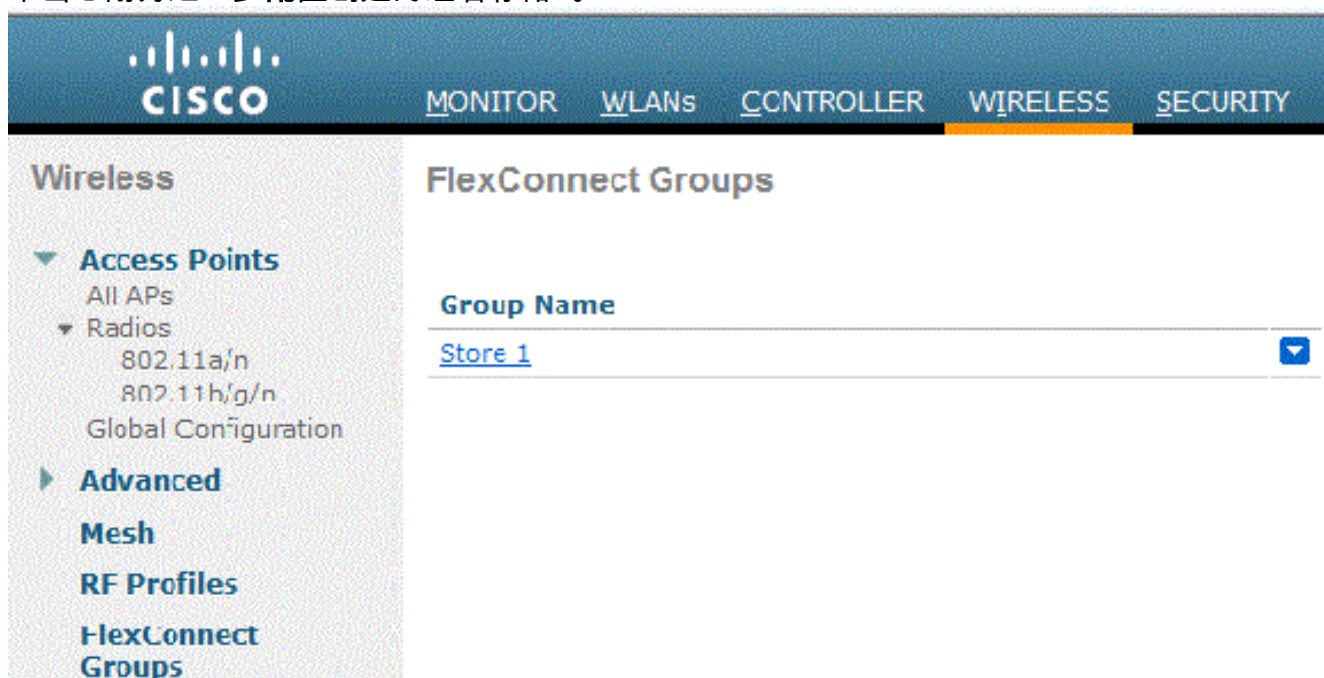 CISCO
MONITOR WLANs CONTROLLER WIRELESS SECURITY
Wireless
Access Points
All APs
Radios
802.11a/n
802.11b/g/n
Global Configuration
Advanced
Mesh
RF Profiles
FlexConnect
Groups
FlexConnect Groups
Group Name
Store 1